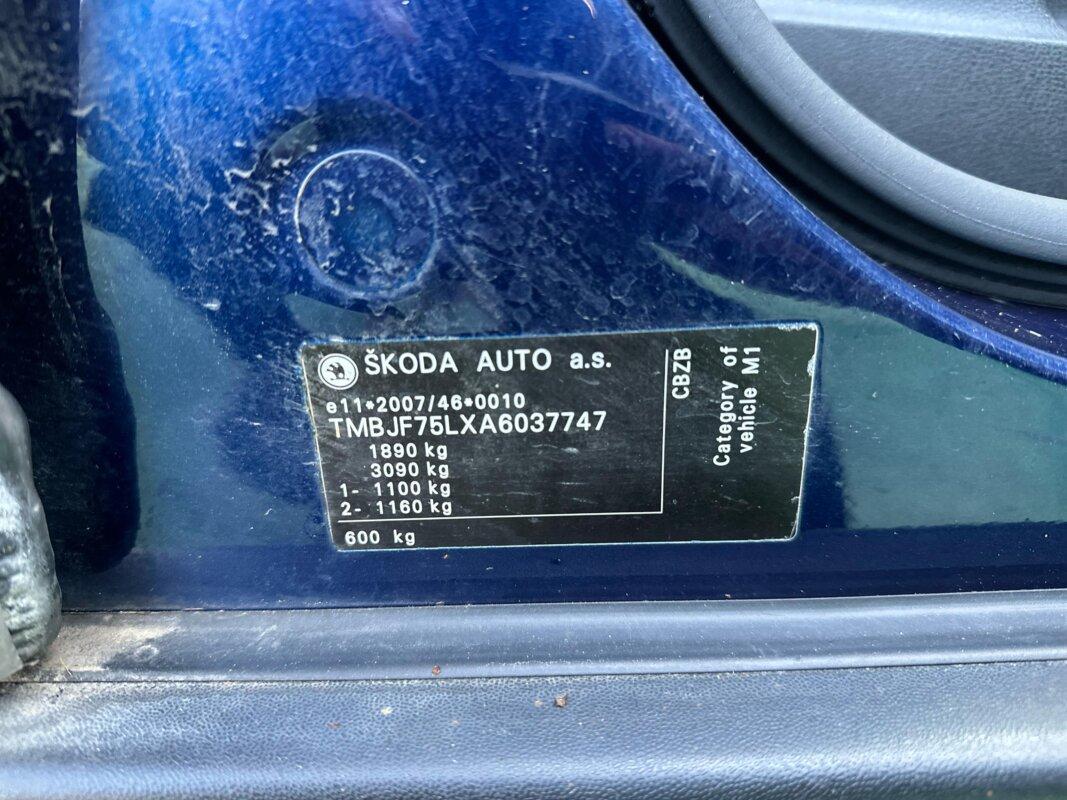 ŠKODA AUTO a.s.
e11*2007/46*0010
TMBJF75LXA6037747
1890 kg
3090 kg
1- 1100 kg
2- 1160 kg
600 kg
CBZB
Category of
vehicle M1